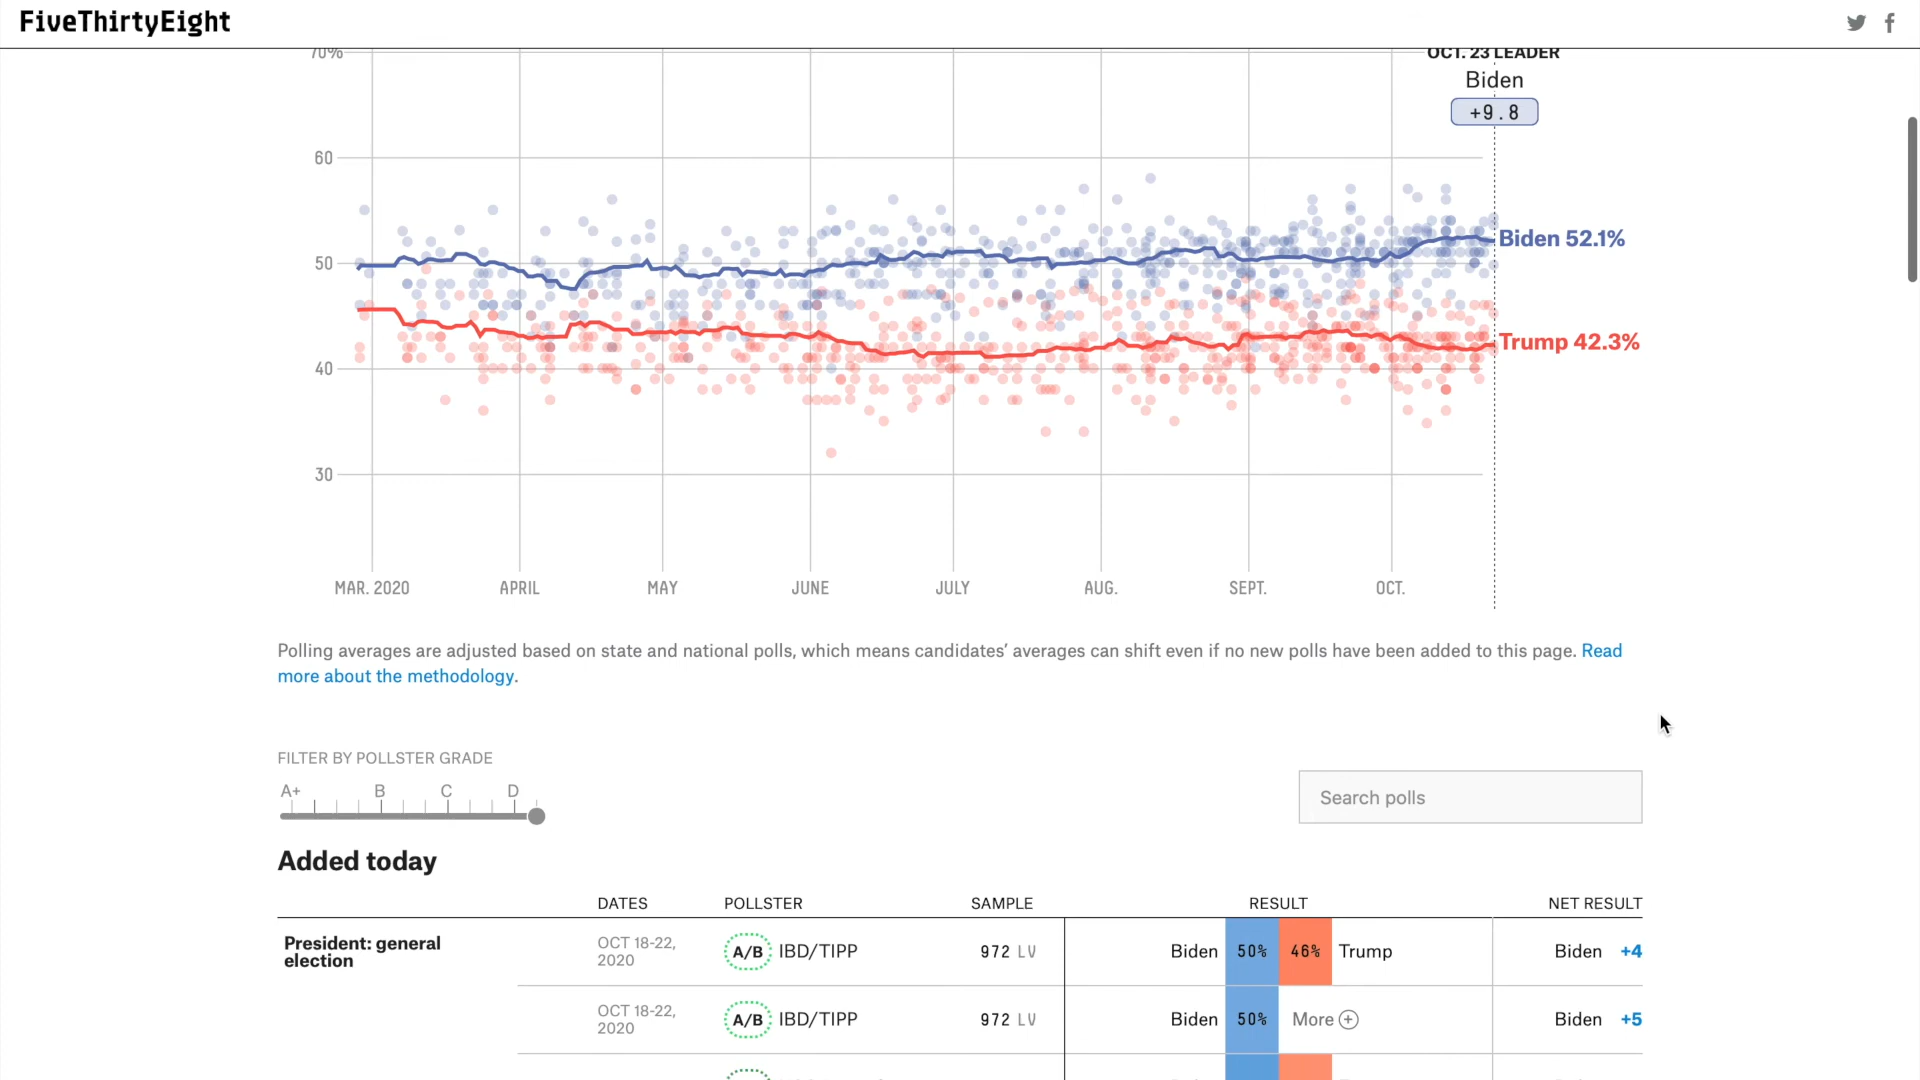 FiveThirtyEight
70%
OCT. 23 LEADER
Biden
+9.8
60
50
40
30
Biden 52.1%
Trump 42.3%
MAR. 2020 APRIL MAY JUNE JULY AUG. SEPT. OCT.
Polling averages are adjusted based on state and national polls, which means candidates’ averages can shift even if no new polls have been added to this page. Read
more about the methodology.
FILTER BY POLLSTER GRADE
A+ B C D
Search polls
Added today
DATES POLLSTER SAMPLE RESULT NET RESULT
President: general
election
OCT 18-22,
2020
A/B IBD/TIPP 972 LV Biden 50% 46% Trump Biden +4
OCT 18-22,
2020
A/B IBD/TIPP 972 LV Biden 50% More Biden +5